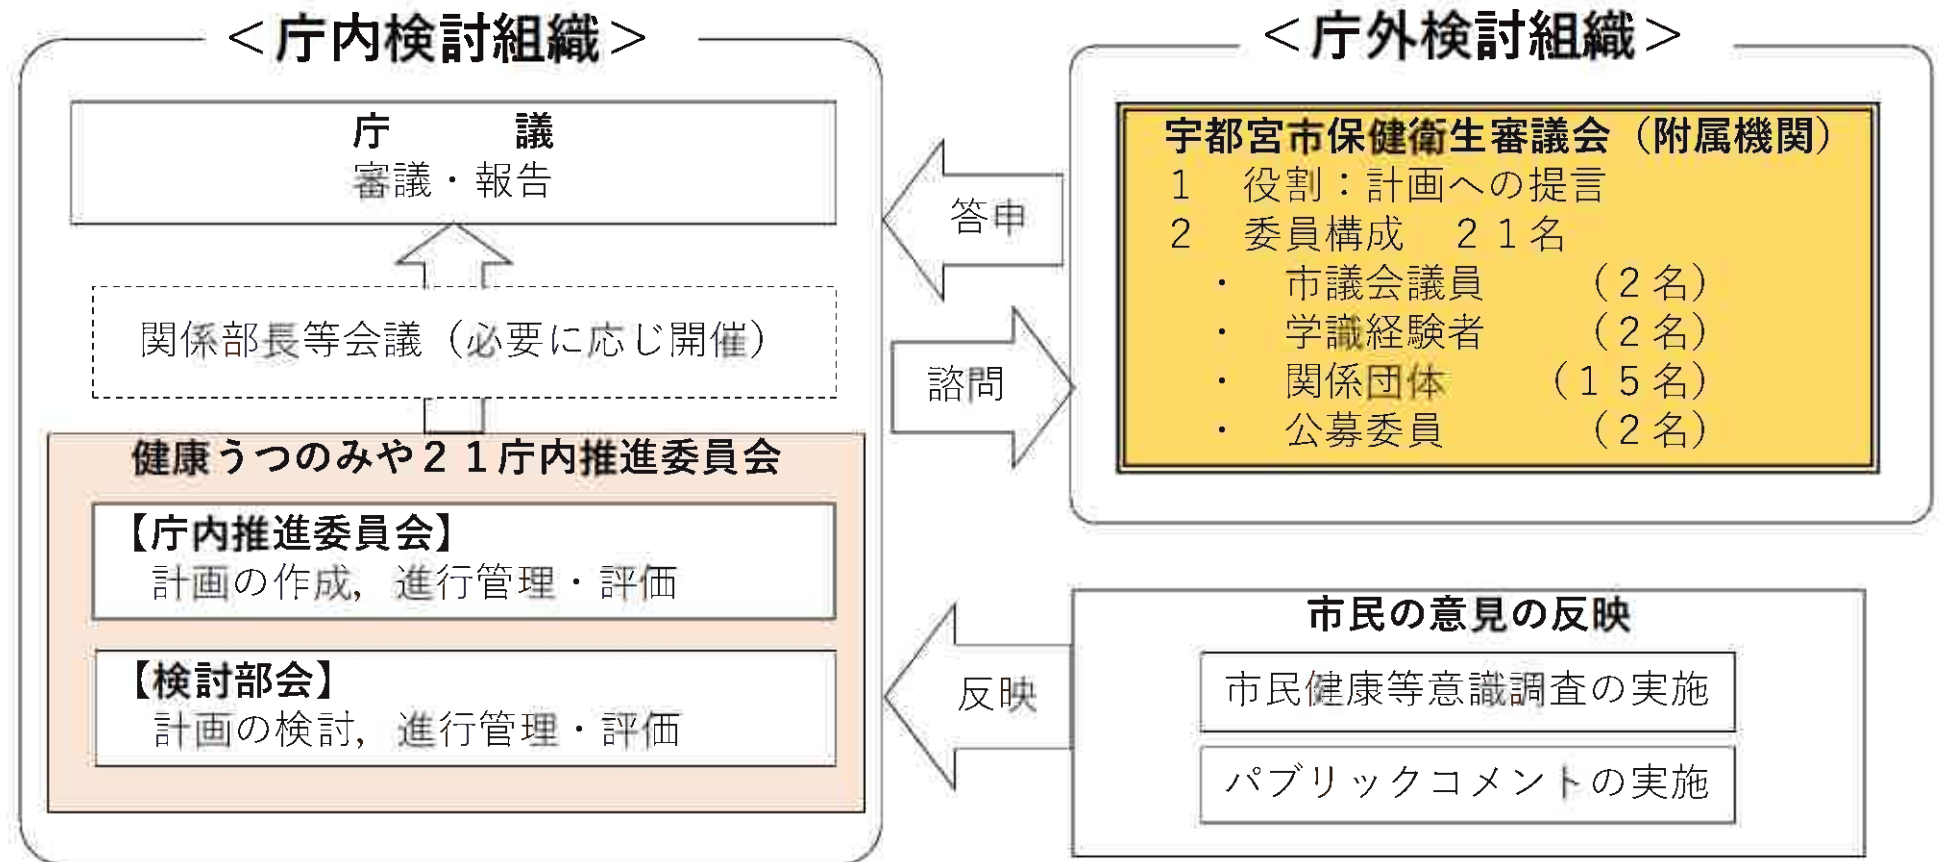 ＜庁内検討組織＞
庁　　　議
審議・報告
関係部長等会議（必要に応じ開催）
健康うつのみや２１庁内推進委員会
【庁内推進委員会】
計画の作成，進行管理・評価
【検討部会】
計画の検討，進行管理・評価
答申
諮問
反映
＜庁外検討組織＞
宇都宮市保健衛生審議会（附属機関）
１　役割：計画への提言
２　委員構成　２１名
・　市議会議員　　（２名）
・　学識経験者　　（２名）
・　関係団体　　（１５名）
・　公募委員　　　（２名）
市民の意見の反映
市民健康等意識調査の実施
パブリックコメントの実施